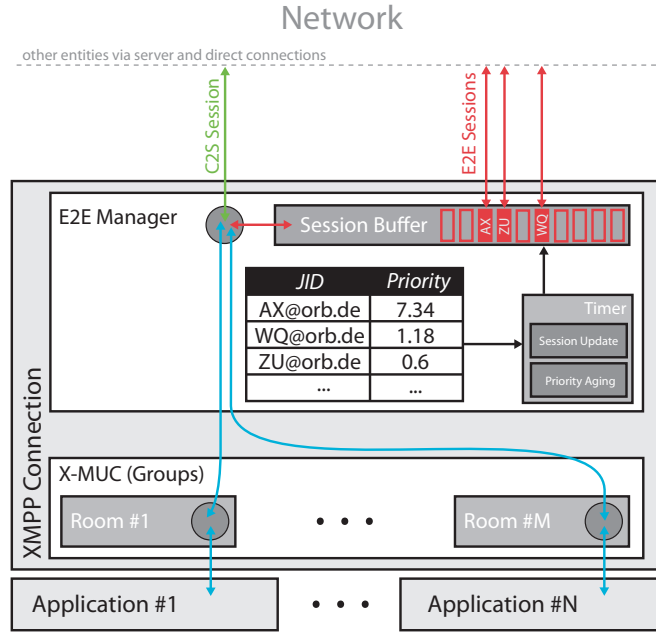 Network
other entities via server and direct connections
C2S Session
E2E Sessions
E2E Manager
Session Buffer
AX
ZU
WQ
JID Priority
AX@orb.de 7.34
WQ@orb.de 1.18
ZU@orb.de 0.6
... ...
Timer
Session Update
Priority Aging
XMPP Connection
X-MUC (Groups)
Room #1
• • •
Room #M
Application #1
• • •
Application #N